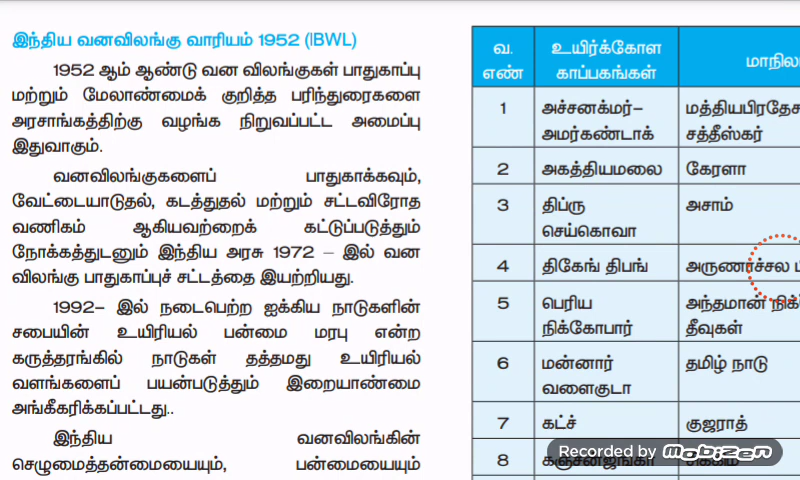 இந்திய வனவிலங்கு வாரியம் 1952 (IBWL)
1952 ஆம் ஆண்டு வன விலங்குகள் பாதுகாப்பு
மற்றும் மேலாண்மைக் குறித்த பரிந்துரைகளை
அரசாங்கத்திற்கு வழங்க நிறுவப்பட்ட அமைப்பு
இதுவாகும்.
வனவிலங்குகளைப் பாதுகாக்கவும்,
வேட்டையாடுதல், கடத்துதல் மற்றும் சட்டவிரோத
வணிகம் ஆகியவற்றைக் கட்டுப்படுத்தும்
நோக்கத்துடனும் இந்திய அரசு 1972 – இல் வன
விலங்கு பாதுகாப்புச் சட்டத்தை இயற்றியது.
1992– இல் நடைபெற்ற ஐக்கிய நாடுகளின்
சபையின் உயிரியல் பன்மை மரபு என்ற
கருத்தரங்கில் நாடுகள் தத்தமது உயிரியல்
வளங்களைப் பயன்படுத்தும் இறையாண்மை
அங்கீகரிக்கப்பட்டது..
இந்திய வனவிலங்கின்
செழுமைத்தன்மையையும், பன்மையையும்
வ. எண் உயிர்க்கோள காப்பகங்கள்
1 அச்சனக்மர்– மத்தியபிரதேச
அமர்கண்டாக் சத்தீஸ்கர்
2 அகத்தியமலை கேரளா
3 திப்ரு அசாம்
செய்கொவா
4 திகேங் திபங் அருணாச்சல
5 பெரிய அந்தமான்
நிக்கோபார் தீவுகள்
6 மன்னார் தமிழ் நாடு
வளைகுடா
7 கட்ச் குஜராத்
8
Recorded by MOBIZEN